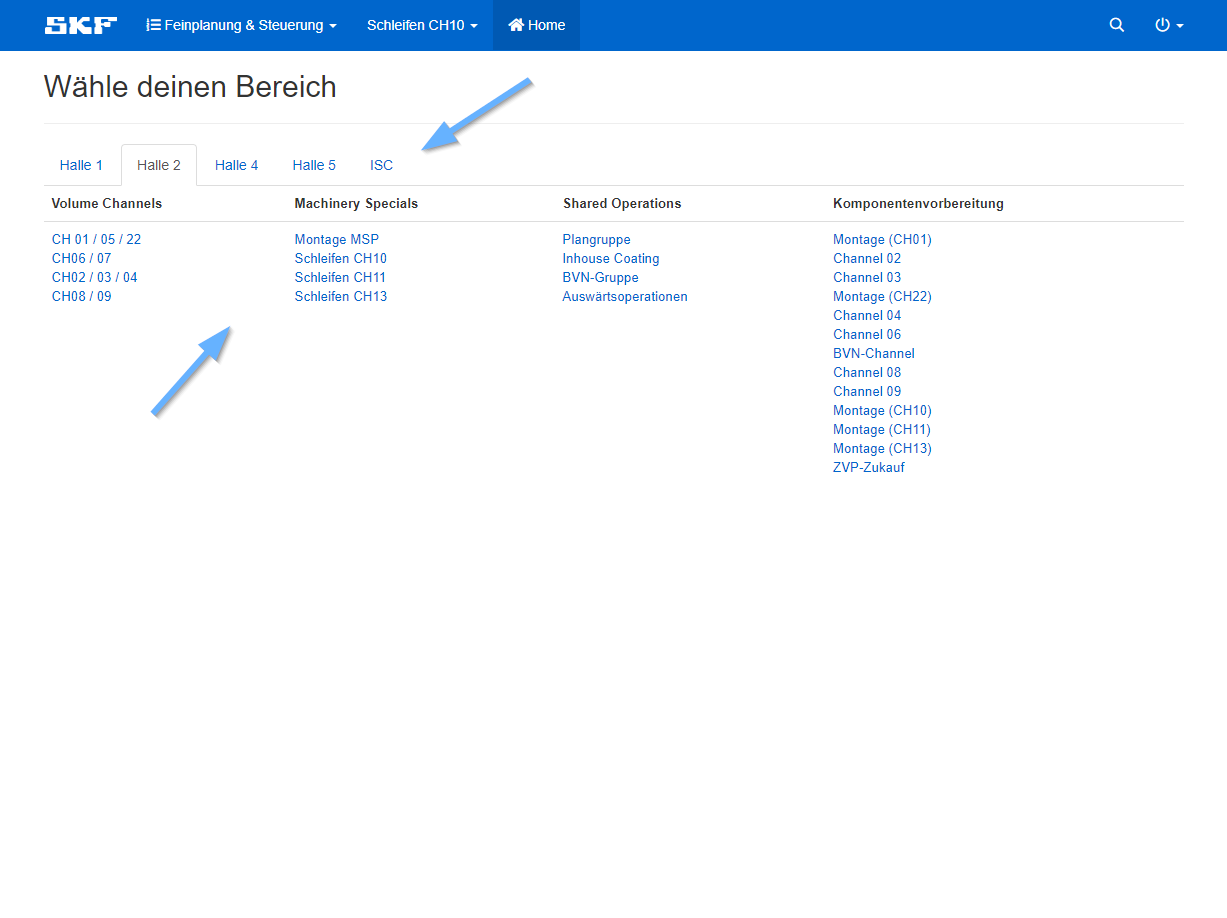 SKF Feinplanung & Steuerung Schleifen CH10 Home
Wähle deinen Bereich
Halle 1 Halle 2 Halle 4 Halle 5 ISC
Volume Channels Machinery Specials Shared Operations Komponentenvorbereitung
CH 01 / 05 / 22 Montage MSP Plangruppe Montage (CH01)
CH06 / 07 Schleifen CH10 Inhouse Coating Channel 02
CH02 / 03 / 04 Schleifen CH11 BVN-Gruppe Channel 03
CH08 / 09 Schleifen CH13 Auswärtsoperationen Montage (CH22)
Channel 04
Channel 06
BVN-Channel
Channel 08
Channel 09
Montage (CH10)
Montage (CH11)
Montage (CH13)
ZVP-Zukauf